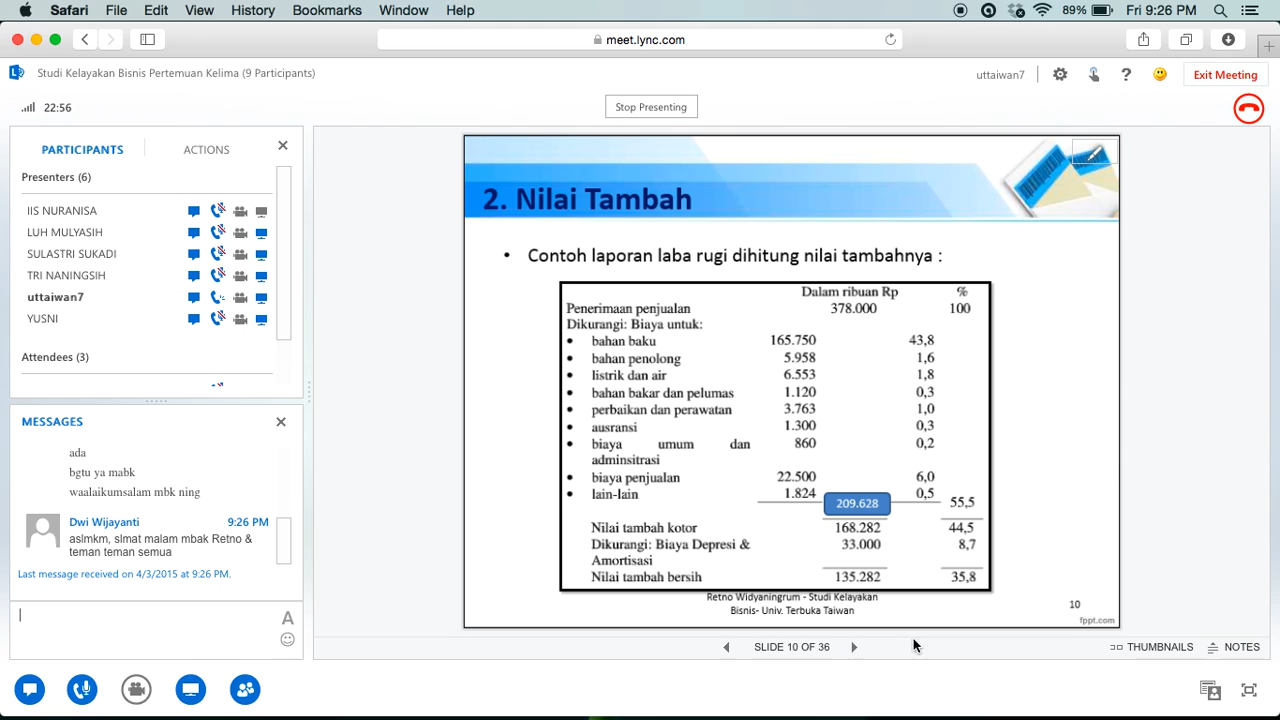 Safari File Edit View History Bookmarks Window Help 89% Fri 9:26 PM
meet.lync.com
Studi Kelayakan Bisnis Pertemuan Kelima (9 Participants) uttaiwan7 ? Exit Meeting
22:56 Stop Presenting
PARTICIPANTS ACTIONS
Presenters (6)
IIS NURANISA
LUH MULYASIH
SULASTRI SUKADI
TRI NANINGSIH
uttaiwan7
YUSNI
Attendees (3)
MESSAGES
ada
bgtu ya mabk
waalaikumsalam mbk ning
Dwi Wijayanti 9:26 PM
aslmkm, slmat malam mbak Retno &
teman teman semua
Last message received on 4/3/2015 at 9:26 PM.
A
2. Nilai Tambah
• Contoh laporan laba rugi dihitung nilai tambahnya :
Dalam ribuan Rp %
Penerimaan penjualan 378.000 100
Dikurangi: Biaya untuk:
• bahan baku 165.750 43,8
• bahan penolong 5.958 1,6
• listrik dan air 6.553 1,8
• bahan bakar dan pelumas 1.120 0,3
• perbaikan dan perawatan 3.763 1,0
• ausransi 1.300 0,3
• biaya umum dan 860 0,2
adminsitrasi
• biaya penjualan 22.500 6,0
• lain-lain 1.824 0,5
209.628 55,5
Nilai tambah kotor 168.282 44,5
Dikurangi: Biaya Depresi & 33.000 8,7
Amortisasi
Nilai tambah bersih 135.282 35,8
Retno Widyaningrum - Studi Kelayakan
Bisnis- Univ. Terbuka Taiwan
10
fppt.com
SLIDE 10 OF 36 THUMBNAILS NOTES